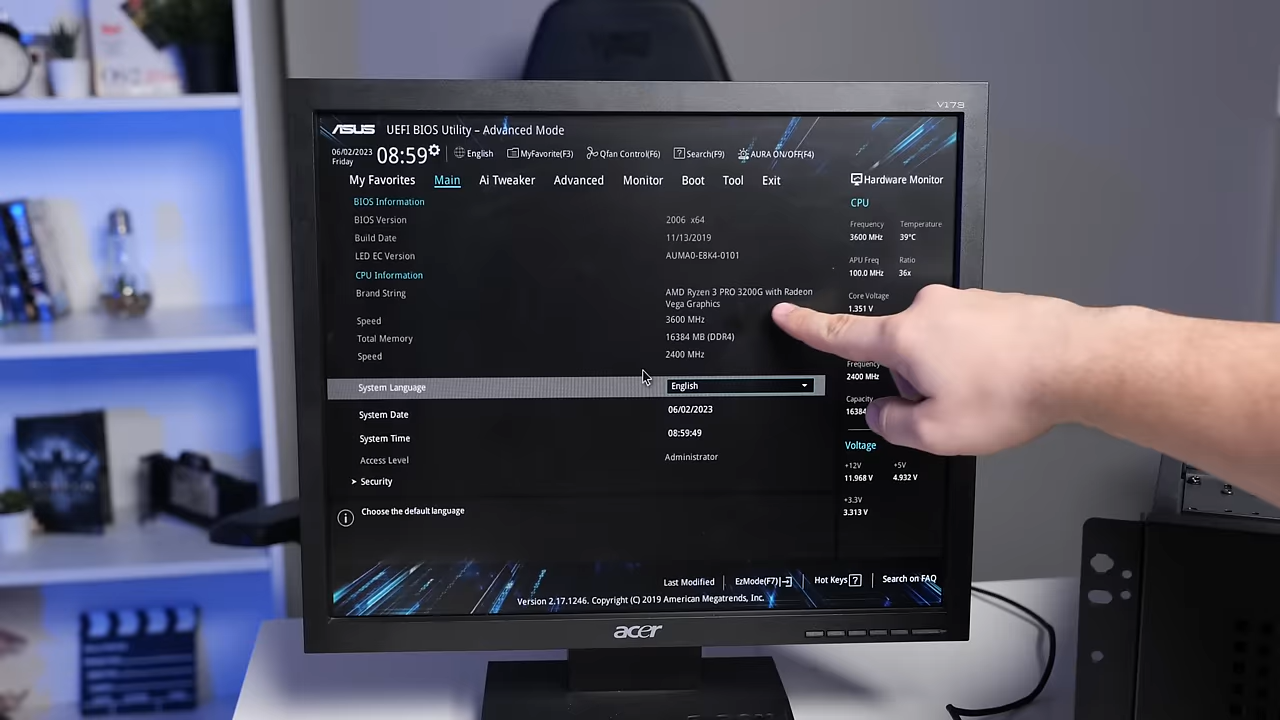 V173
ASUS UEFI BIOS Utility – Advanced Mode
06/02/2023
Friday
08:59
English MyFavorite(F3) Qfan Control(F6) Search(F9) AURA ON/OFF(F4)
My Favorites Main Ai Tweaker Advanced Monitor Boot Tool Exit
Hardware Monitor
BIOS Information
BIOS Version 2006 x64
Build Date 11/13/2019
LED EC Version AUMA0-E8K4-0101
CPU Information
Brand String AMD Ryzen 3 PRO 3200G with Radeon
Vega Graphics
Speed 3600 MHz
Total Memory 16384 MB (DDR4)
Speed 2400 MHz
System Language English
System Date 06/02/2023
System Time 08:59:49
Access Level Administrator
Security
Choose the default language
CPU
Frequency Temperature
3600 MHz 39°C
APU Freq Ratio
100.0 MHz 36x
Core Voltage
1.351 V
Frequency
2400 MHz
Capacity
16384
Voltage
+12V +5V
11.968 V 4.932 V
+3.3V
3.313 V
Last Modified EzMode(F7) Hot Keys ? Search on FAQ
Version 2.17.1246. Copyright (C) 2019 American Megatrends, Inc.
acer